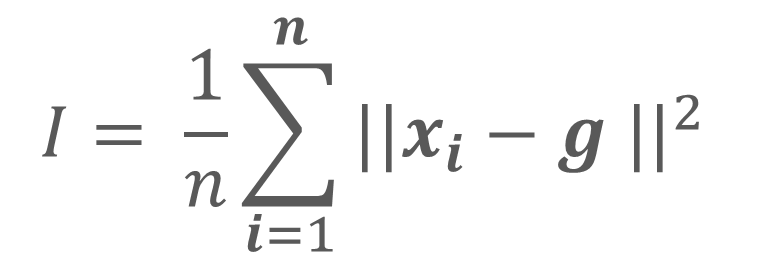 I = 1/n ∑_{i=1}^{n} ||x_i − g||²